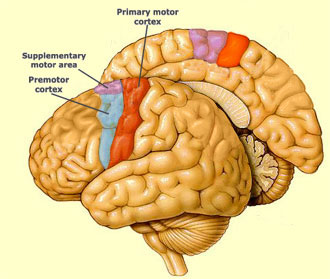 Primary motor
cortex
Supplementary
motor area
Premotor
cortex